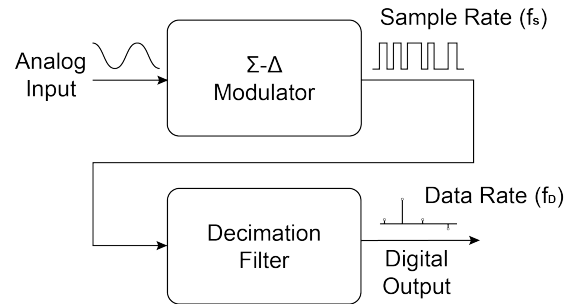 Sample Rate (fs)
Analog
Input
Σ-Δ
Modulator
Data Rate (fD)
Decimation
Filter
Digital
Output